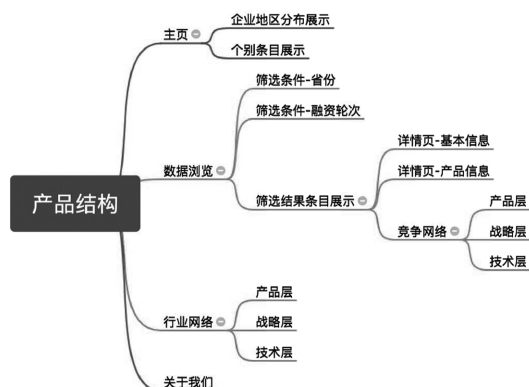 企业地区分布展示
主页
个别条目展示
筛选条件-省份
筛选条件-融资轮次
详情页-基本信息
数据浏览
详情页-产品信息
产品结构
筛选结果条目展示
产品层
竞争网络
战略层
技术层
产品层
行业网络
战略层
技术层
关于我们